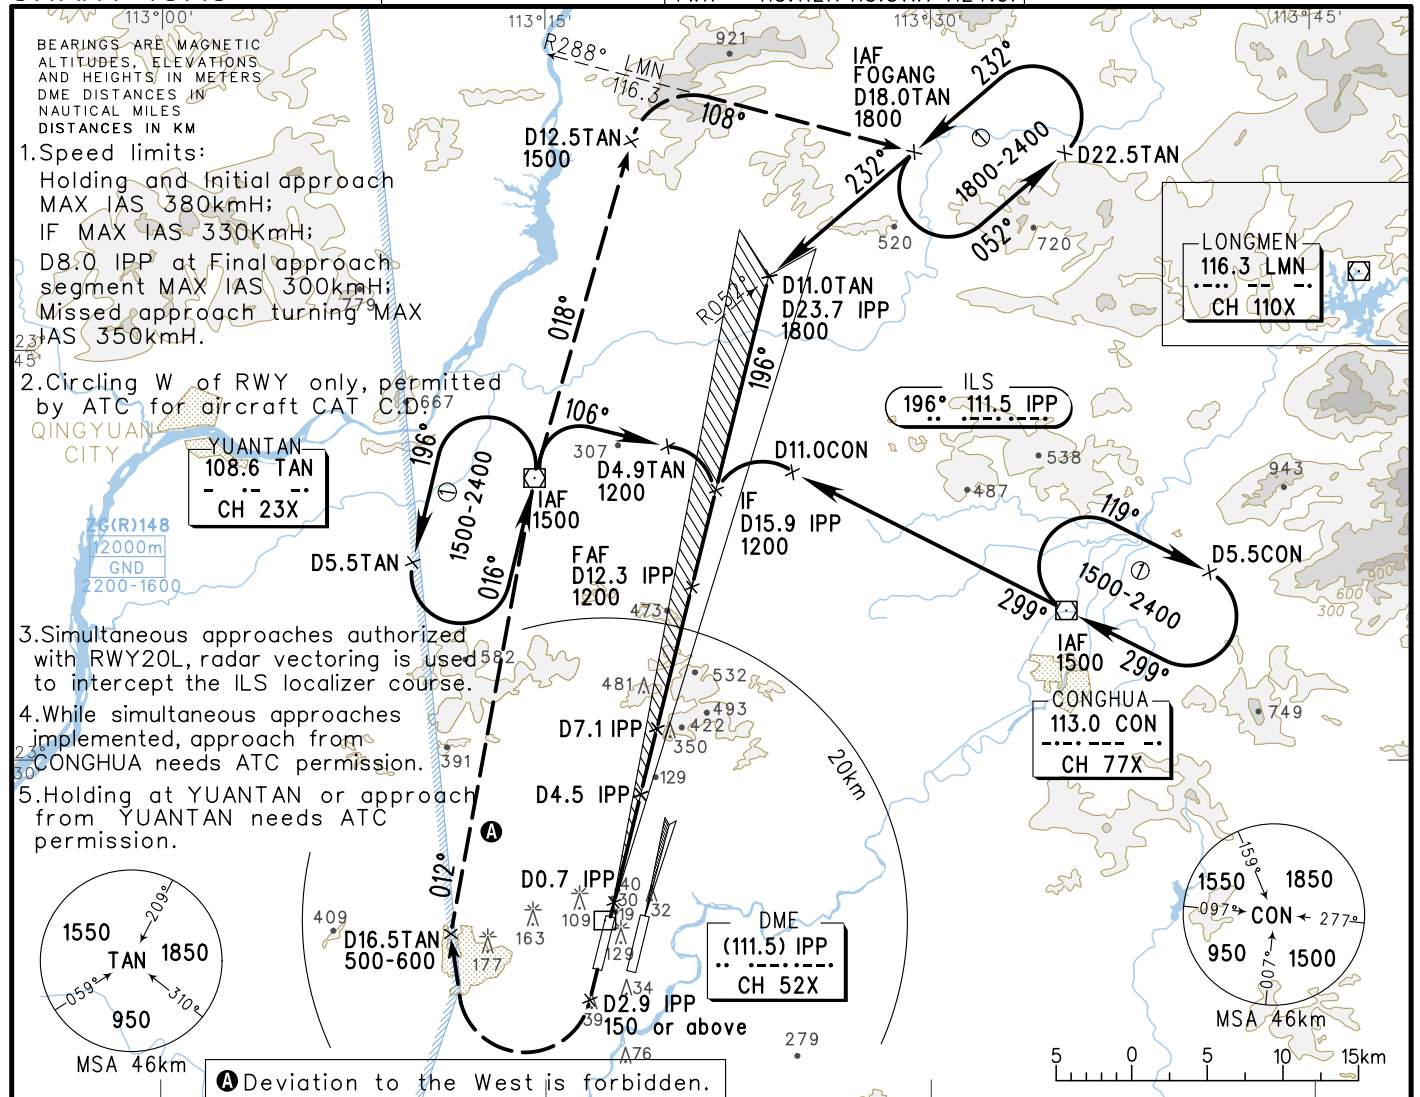 113°00'
113°15'
113°30'
113°45'
BEARINGS ARE MAGNETIC
ALTITUDES, ELEVATIONS
AND HEIGHTS IN METERS
DME DISTANCES IN
NAUTICAL MILES
DISTANCES IN KM
1.Speed limits:
Holding and Initial approach
MAX IAS 380kmH;
IF MAX IAS 330KmH;
D8.0 IPP at Final approach
segment MAX IAS 300kmH;
Missed approach turning MAX
IAS 350kmH.
779
23°
45'
2.Circling W of RWY only, permitted
by ATC for aircraft CAT C.D.
667
QINGYUAN
CITY
YUANTAN
108.6 TAN
CH 23X
ZG(R)148
12000m
GND
2200-1600
3.Simultaneous approaches authorized
with RWY20L, radar vectoring is used
to intercept the ILS localizer course.
582
4.While simultaneous approaches
implemented, approach from
CONGHUA needs ATC permission.
23°
30'
391
5.Holding at YUANTAN or approach
from YUANTAN needs ATC
permission.
R288° LMN
116.3
921
D12.5TAN
1500
108°
IAF
FOGANG
D18.0TAN
1800
232°
232°
①
1800-2400
052°
D22.5TAN
520
720
LONGMEN
116.3 LMN
CH 110X
R052°
D11.0TAN
D23.7 IPP
1800
018°
196°
ILS
196° 111.5 IPP
196°
①
1500-2400
016°
D5.5TAN
106°
307
D4.9TAN
1200
IAF
1500
D11.0CON
IF
D15.9 IPP
1200
FAF
D12.3 IPP
1200
473
538
487
943
119°
①
1500-2400
D5.5CON
299°
299°
IAF
1500
900
600
300
CONGHUA
113.0 CON
CH 77X
749
481
532
493
422
350
D7.1 IPP
129
D4.5 IPP
20km
A
012°
D0.7 IPP
40
30
19
32
109
163
129
177
409
D16.5TAN
500-600
34
D2.9 IPP
150 or above
39
76
279
DME
(111.5) IPP
CH 52X
1550
209°
TAN
1850
059°
310°
950
MSA 46km
159°
1550
1850
097°
CON
277°
950
007°
1500
MSA 46km
5 0 5 10 15km
A Deviation to the West is forbidden.